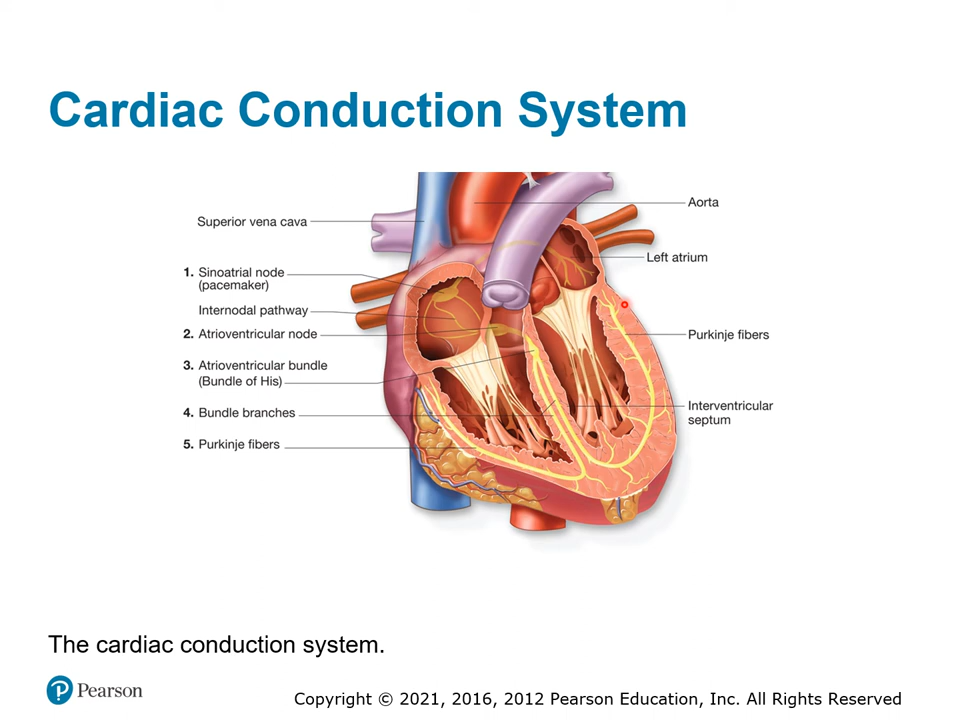 Cardiac Conduction System
Superior vena cava
1. Sinoatrial node
(pacemaker)
Internodal pathway
2. Atrioventricular node
3. Atrioventricular bundle
(Bundle of His)
4. Bundle branches
5. Purkinje fibers
Aorta
Left atrium
Purkinje fibers
Interventricular
septum
The cardiac conduction system.
P Pearson
Copyright © 2021, 2016, 2012 Pearson Education, Inc. All Rights Reserved